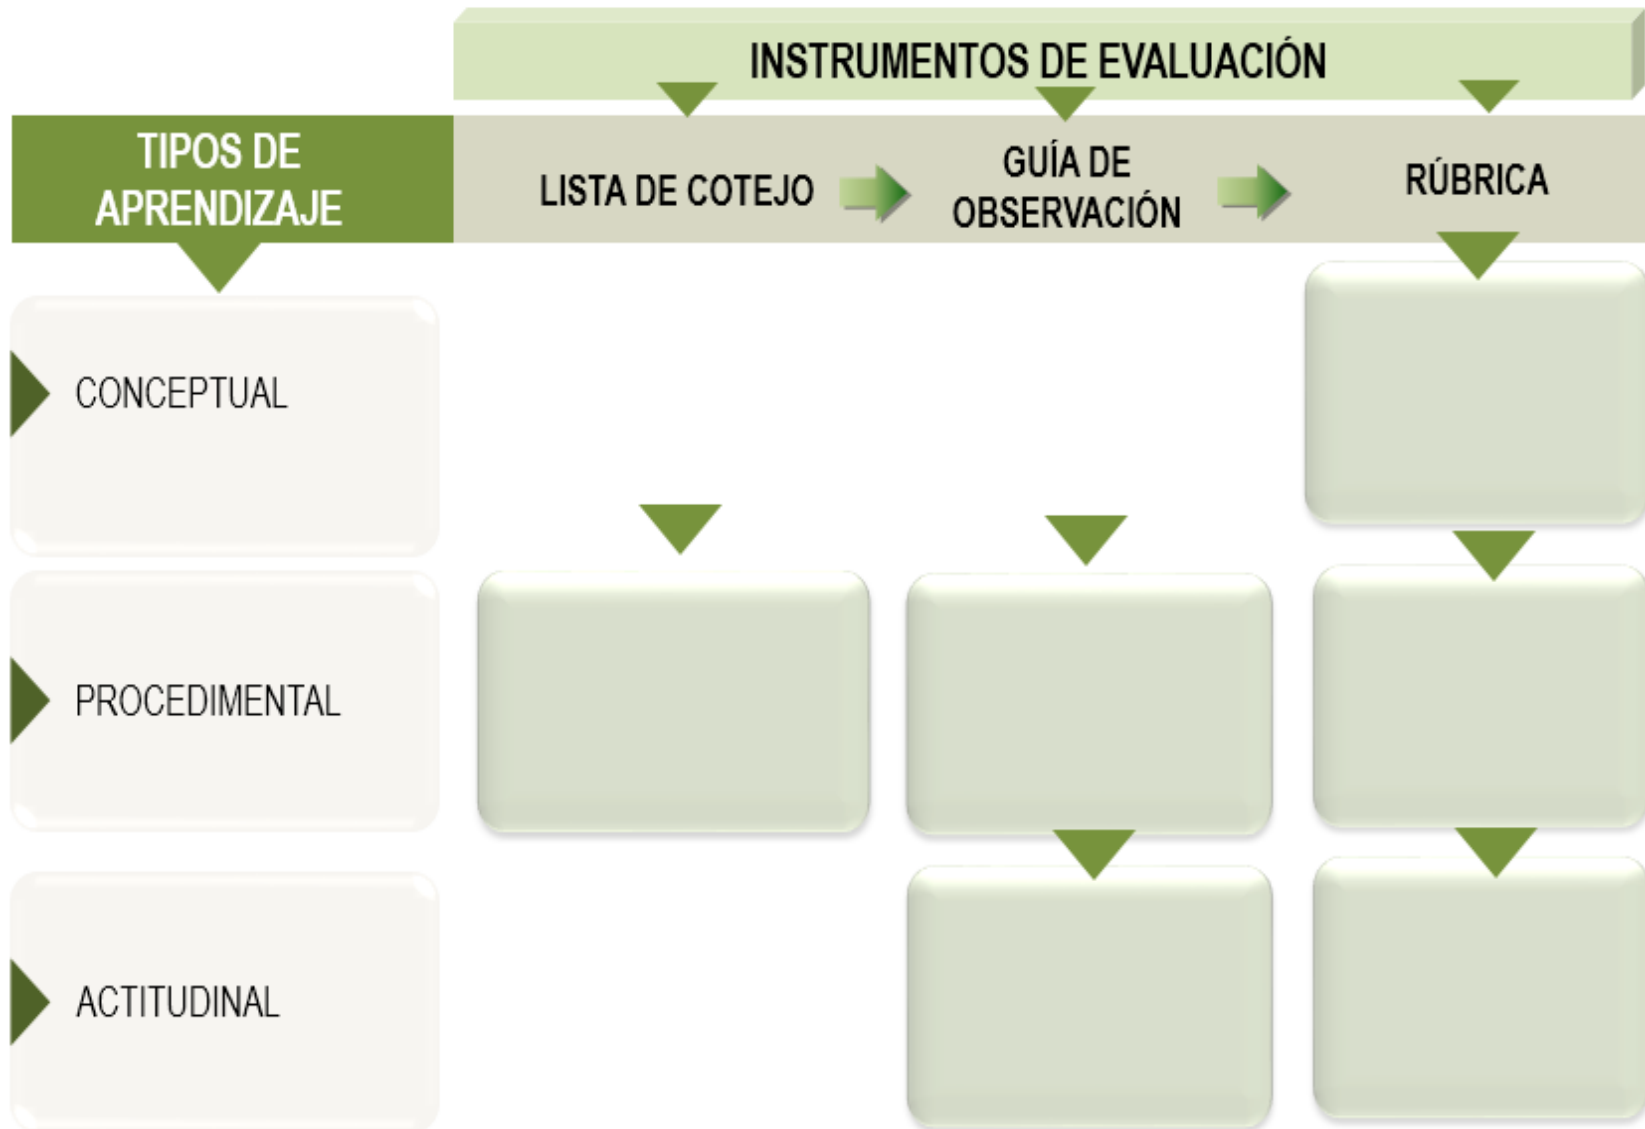 INSTRUMENTOS DE EVALUACIÓN
TIPOS DE
APRENDIZAJE
LISTA DE COTEJO
GUÍA DE
OBSERVACIÓN
RÚBRICA
CONCEPTUAL
PROCEDIMENTAL
ACTITUDINAL